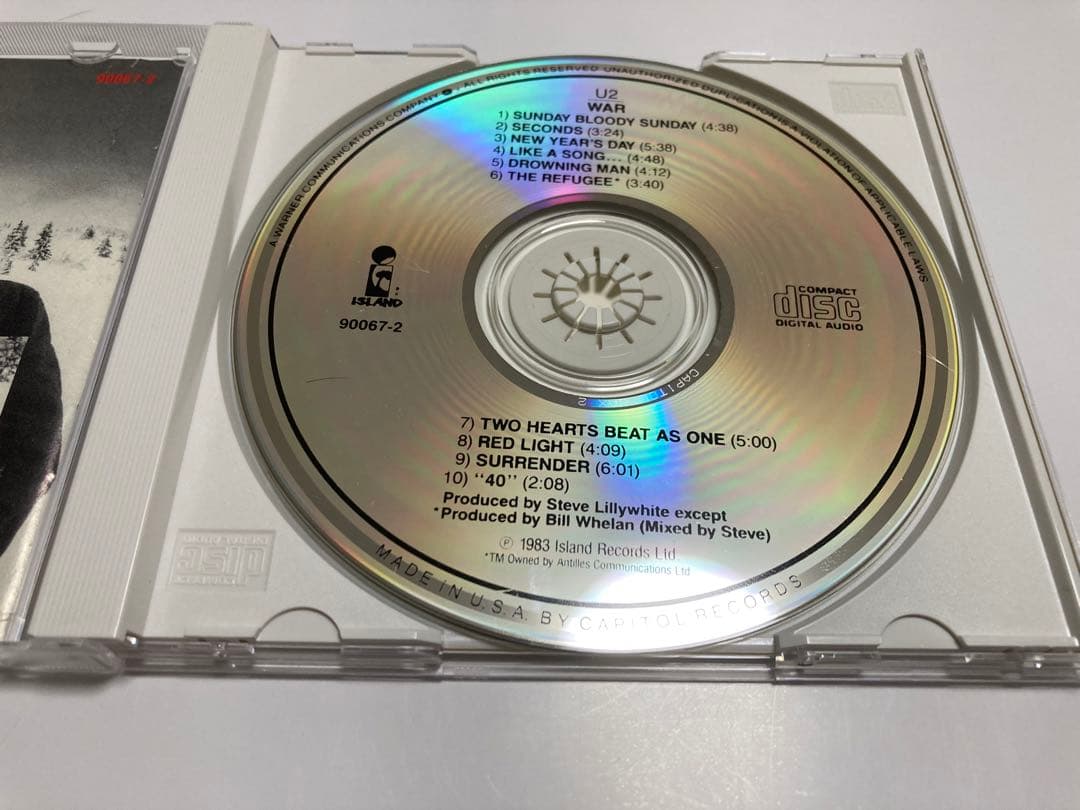 90067-2
A WARNER COMMUNICATIONS COMPANY ALL RIGHTS RESERVED UNAUTHORIZED DUPLICATION IS A VIOLATION OF APPLICABLE LAWS
U2
WAR
1) SUNDAY BLOODY SUNDAY (4:38)
2) SECONDS (3:24)
3) NEW YEAR'S DAY (5:38)
4) LIKE A SONG... (4:48)
5) DROWNING MAN (4:12)
6) THE REFUGEE* (3:40)
ISLAND
90067-2
COMPACT
disc
DIGITAL AUDIO
7) TWO HEARTS BEAT AS ONE (5:00)
8) RED LIGHT (4:09)
9) SURRENDER (6:01)
10) "40" (2:08)
Produced by Steve Lillywhite except
*Produced by Bill Whelan (Mixed by Steve)
℗ 1983 Island Records Ltd.
*TM Owned by Antilles Communications Ltd
MADE IN U.S.A. BY CAPITOL RECORDS